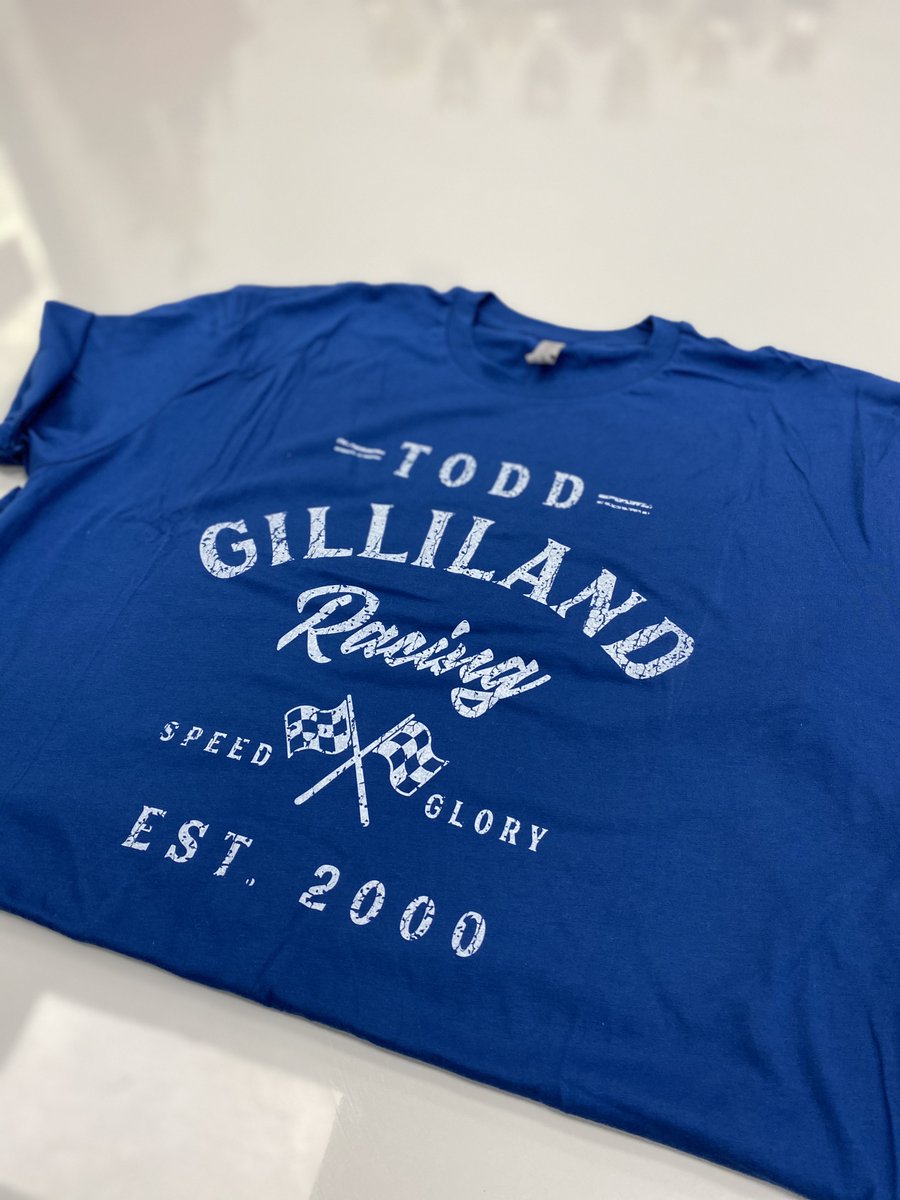 TODD
GILLILAND
Racing
SPEED GLORY
EST. 2000